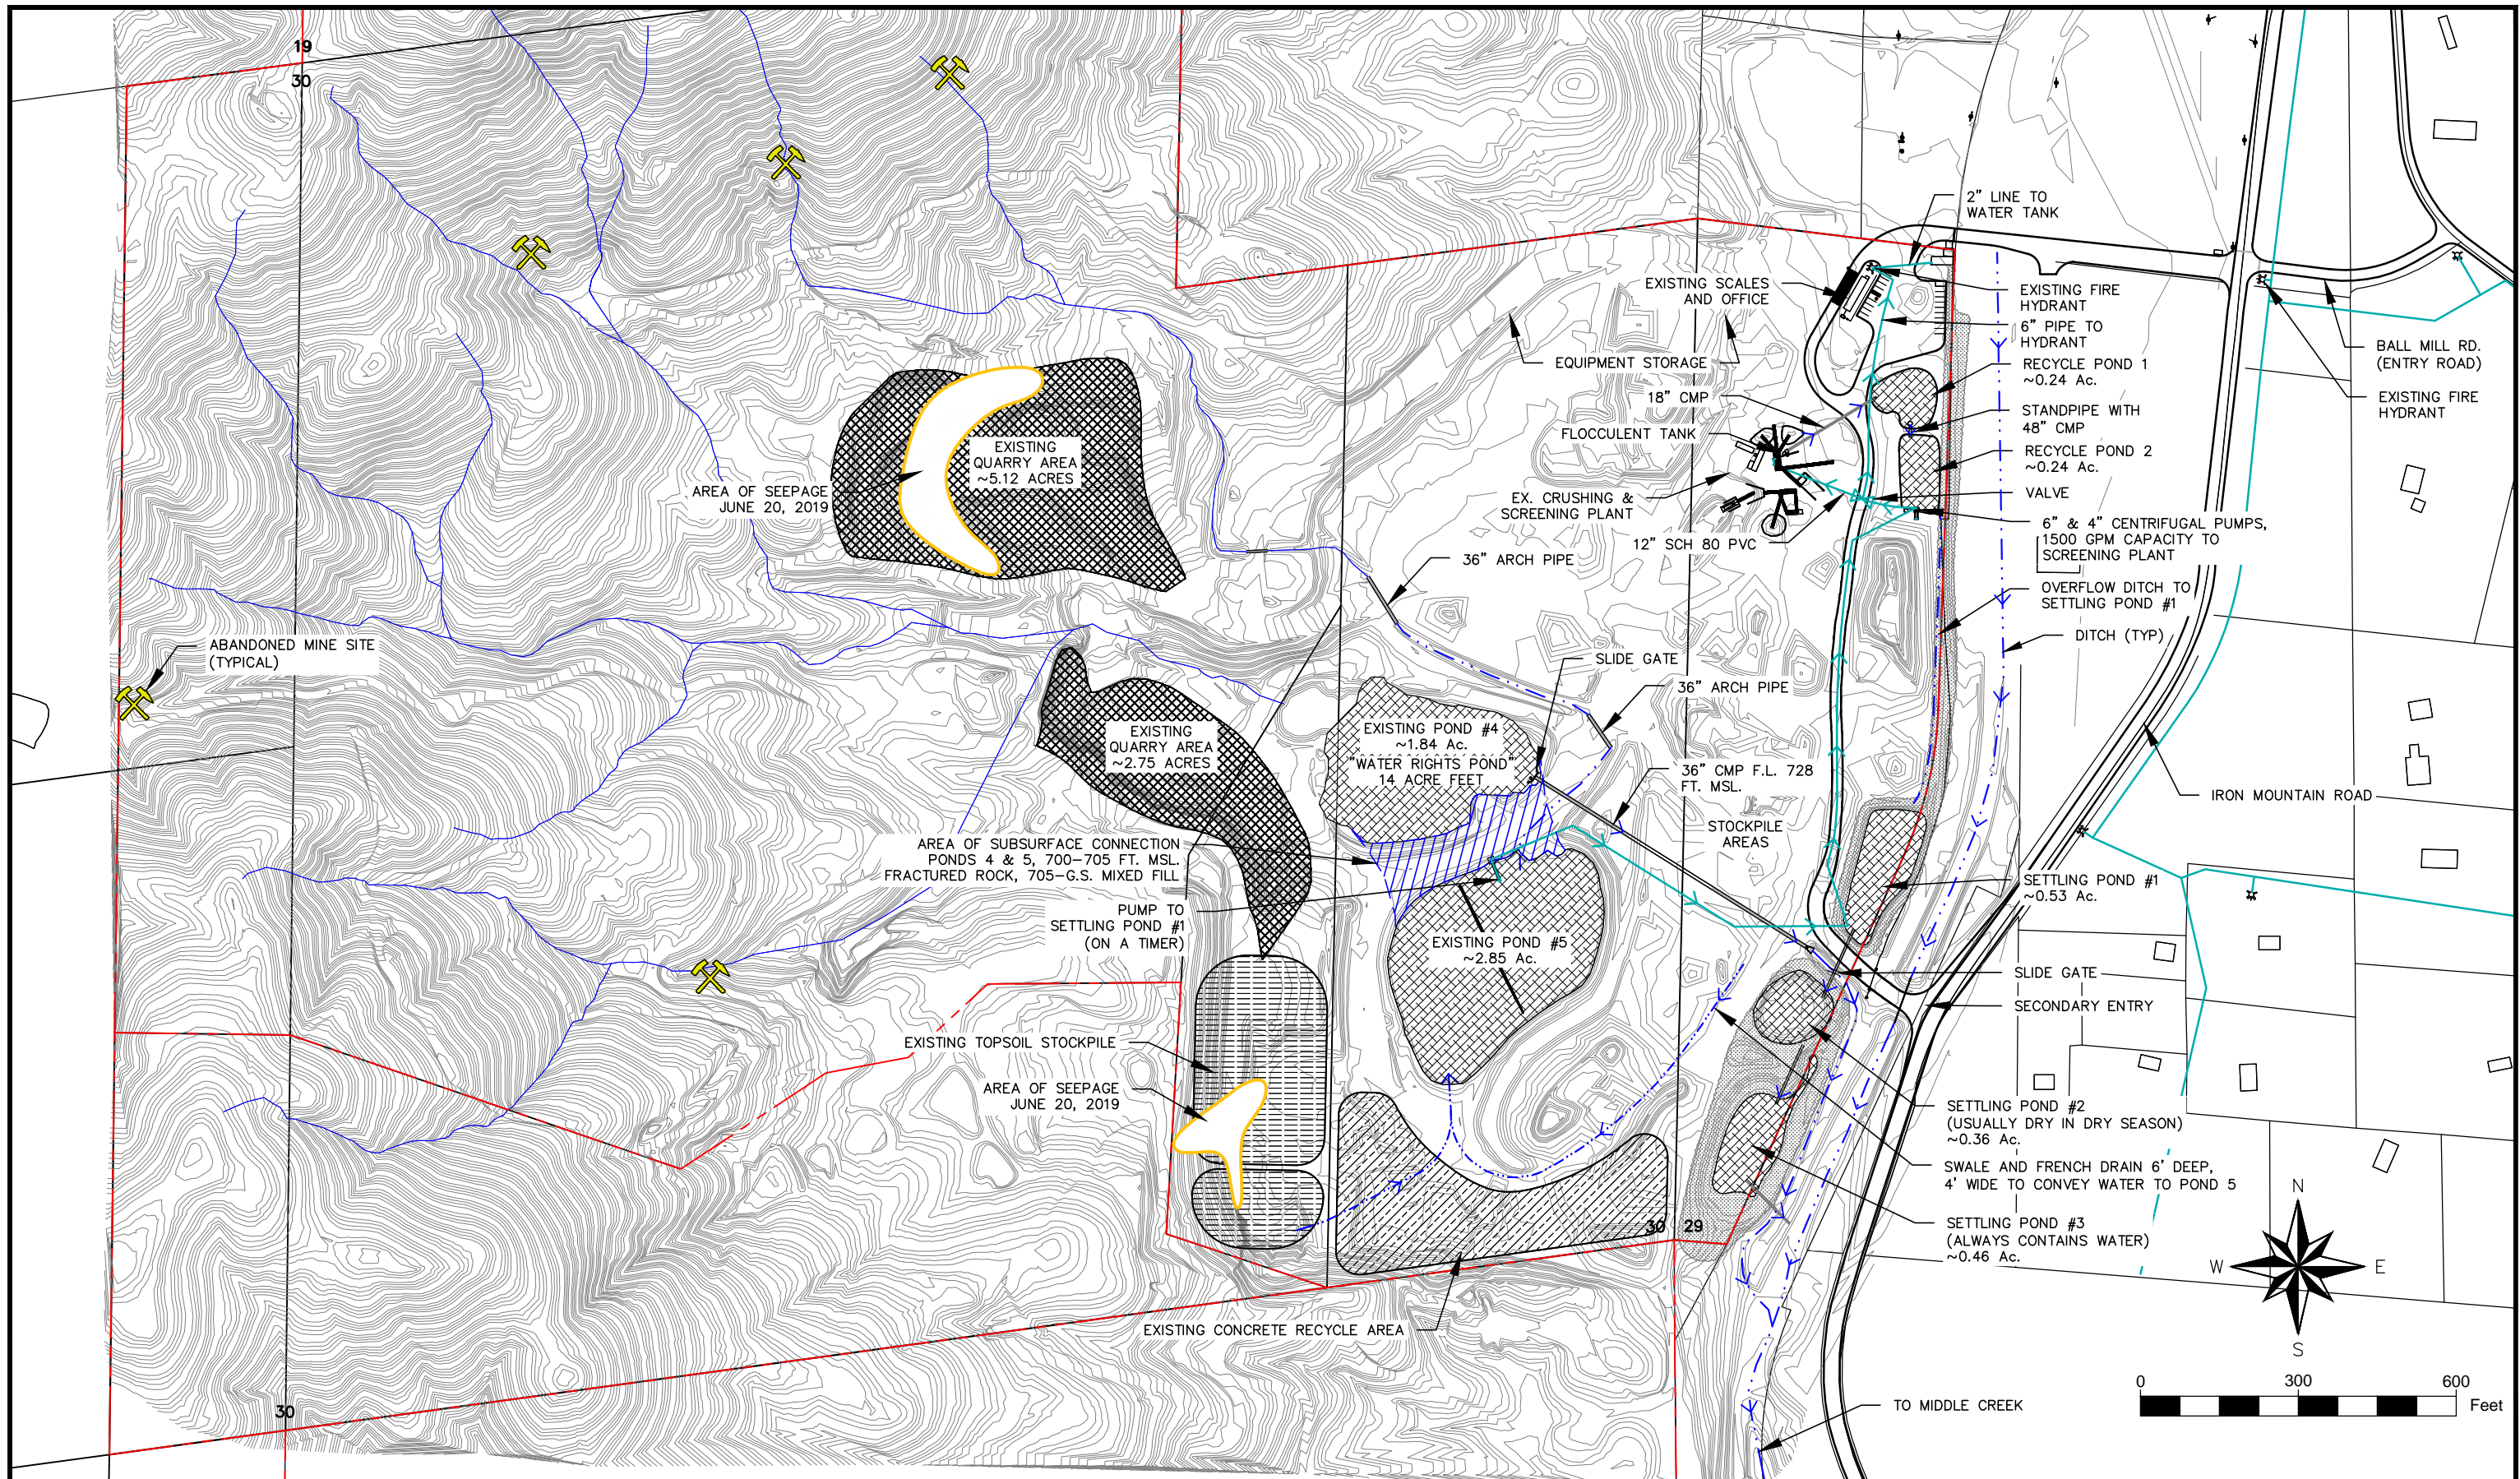 19
30
2" LINE TO
WATER TANK
EXISTING SCALES
AND OFFICE
EXISTING FIRE
HYDRANT
6" PIPE TO
HYDRANT
EQUIPMENT STORAGE
BALL MILL RD.
(ENTRY ROAD)
RECYCLE POND 1
~0.24 Ac.
18" CMP
EXISTING FIRE
HYDRANT
STANDPIPE WITH
48" CMP
FLOCCULENT TANK
EXISTING
QUARRY AREA
~5.12 ACRES
RECYCLE POND 2
~0.24 Ac.
AREA OF SEEPAGE
JUNE 20, 2019
EX. CRUSHING &
SCREENING PLANT
VALVE
6" & 4" CENTRIFUGAL PUMPS,
1500 GPM CAPACITY TO
SCREENING PLANT
12" SCH 80 PVC
36" ARCH PIPE
OVERFLOW DITCH TO
SETTLING POND #1
DITCH (TYP)
ABANDONED MINE SITE
(TYPICAL)
SLIDE GATE
36" ARCH PIPE
EXISTING
QUARRY AREA
~2.75 ACRES
EXISTING POND #4
~1.84 Ac.
"WATER RIGHTS POND"
14 ACRE FEET
36" CMP F.L. 728
FT. MSL.
IRON MOUNTAIN ROAD
STOCKPILE
AREAS
AREA OF SUBSURFACE CONNECTION
PONDS 4 & 5, 700-705 FT. MSL.
FRACTURED ROCK, 705-G.S. MIXED FILL
SETTLING POND #1
~0.53 Ac.
PUMP TO
SETTLING POND #1
(ON A TIMER)
EXISTING POND #5
~2.85 Ac.
SLIDE GATE
SECONDARY ENTRY
EXISTING TOPSOIL STOCKPILE
AREA OF SEEPAGE
JUNE 20, 2019
SETTLING POND #2
(USUALLY DRY IN DRY SEASON)
~0.36 Ac.
SWALE AND FRENCH DRAIN 6' DEEP,
4' WIDE TO CONVEY WATER TO POND 5
SETTLING POND #3
(ALWAYS CONTAINS WATER)
~0.46 Ac.
30 29
N
W E
S
EXISTING CONCRETE RECYCLE AREA
0 300 600
Feet
TO MIDDLE CREEK
30